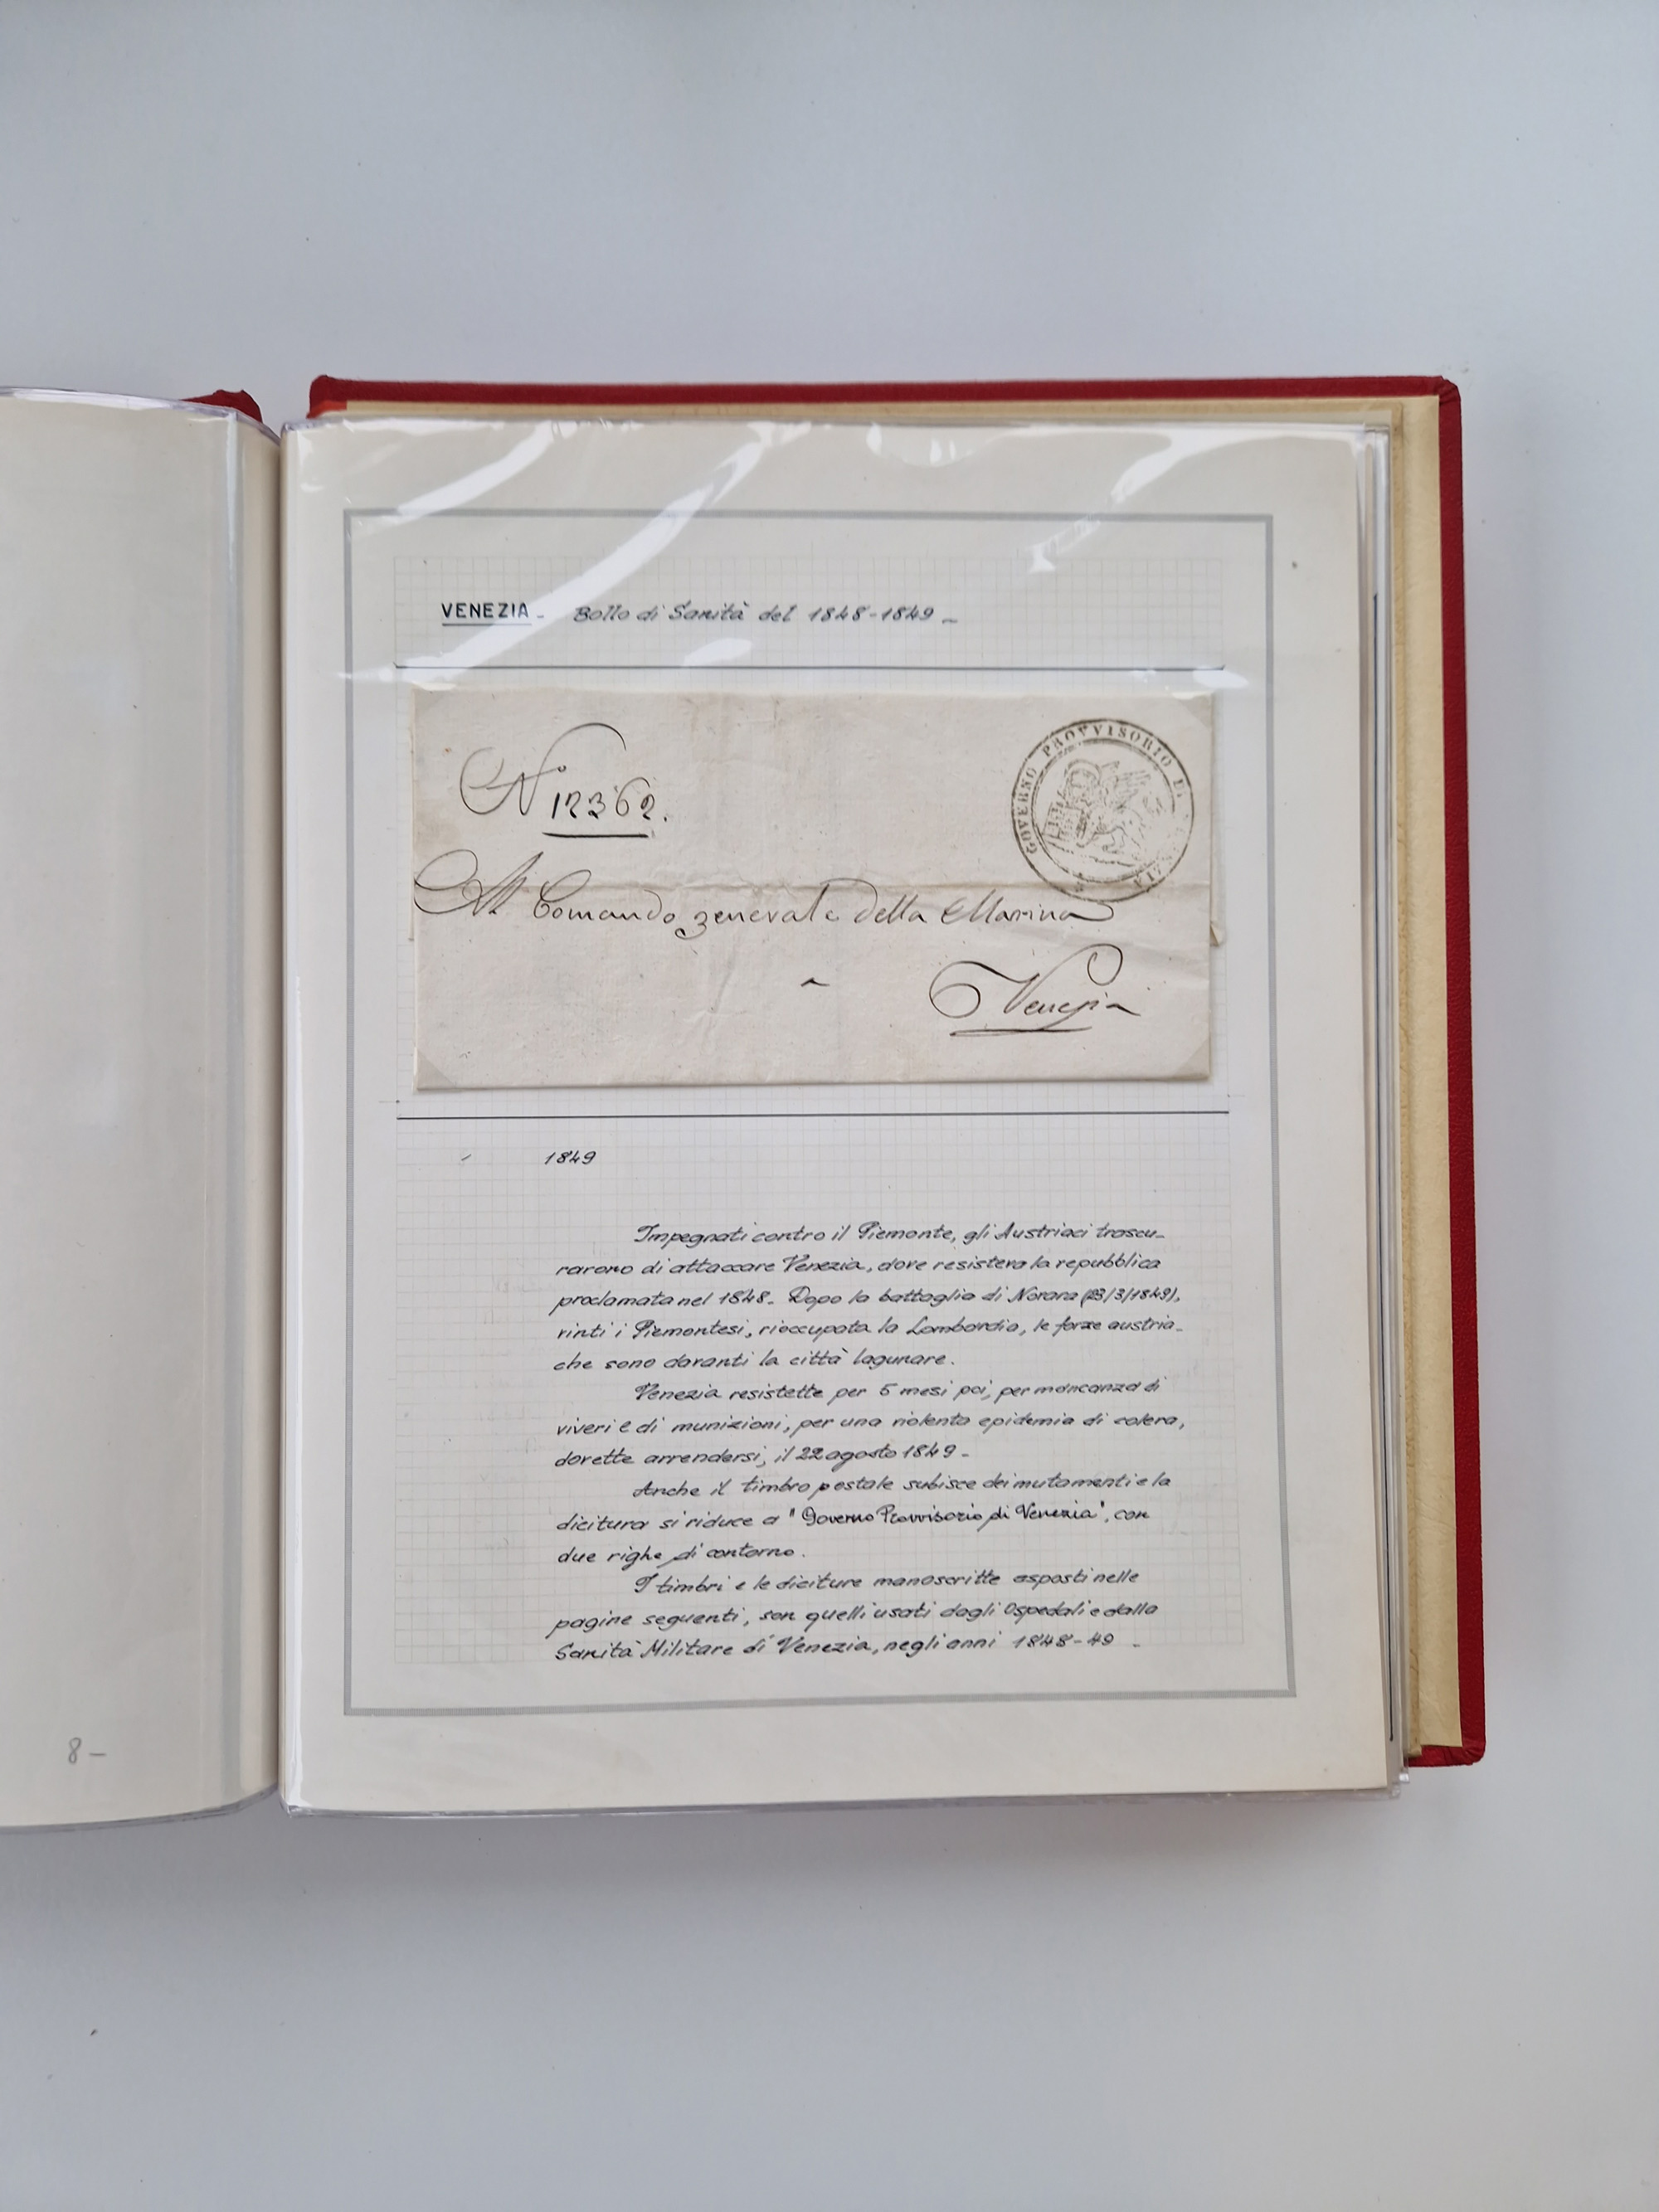 VENEZIA - Bollo di Sanità del 1848-1849 -
GOVERNO PROVVISORIO DI
N° 12362.
Al Comando generale della Marina
a
Venezia
1849
Impegnati contro il Piemonte, gli Austriaci trascu-
rarono di attaccare Venezia, dove resisteva la repubblica
proclamata nel 1848. Dopo la battaglia di Novara (23/3/1849),
vinti i Piemontesi, rioccupata la Lombardia, le forze austria-
che sono davanti la città lagunare.
Venezia resistette per 5 mesi poi, per mancanza di
viveri e di munizioni, per una violenta epidemia di colera,
dovette arrendersi, il 22 agosto 1849 -
Anche il timbro postale subisce dei mutamenti e la
dicitura si riduce a "Governo Provvisorio di Venezia", con
due righe di contorno.
I timbri e le diciture manoscritte esposti nelle
pagine seguenti, son quelli usati dagli Ospedali e dalla
Sanità Militare di Venezia, negli anni 1848-49 -
8 -